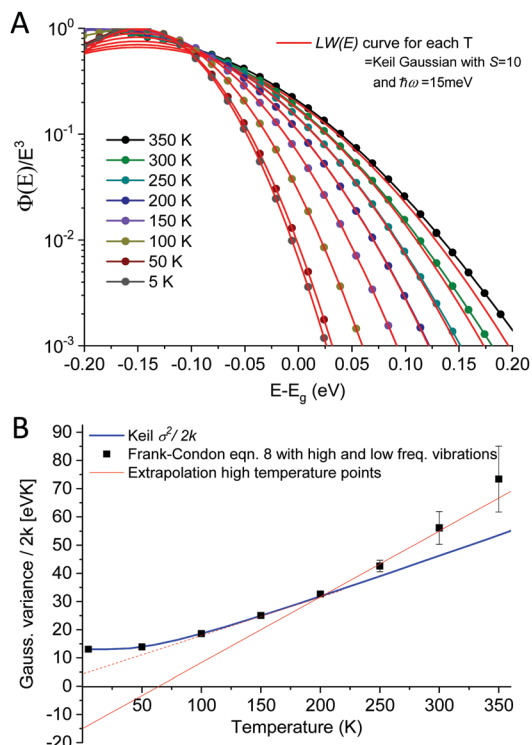 A
Φ(E)/E³
10⁰
10⁻¹
10⁻²
10⁻³
LW(E) curve for each T
=Keil Gaussian with S=10
and ħω=15meV
350 K
300 K
250 K
200 K
150 K
100 K
50 K
5 K
-0.20 -0.15 -0.10 -0.05 0.00 0.05 0.10 0.15 0.20
E-Eg (eV)
B
Gauss. variance / 2k [eVK]
90
80
70
60
50
40
30
20
10
0
-10
-20
Keil σ²/ 2k
Frank-Condon eqn. 8 with high and low freq. vibrations
Extrapolation high temperature points
0 50 100 150 200 250 300 350
Temperature (K)